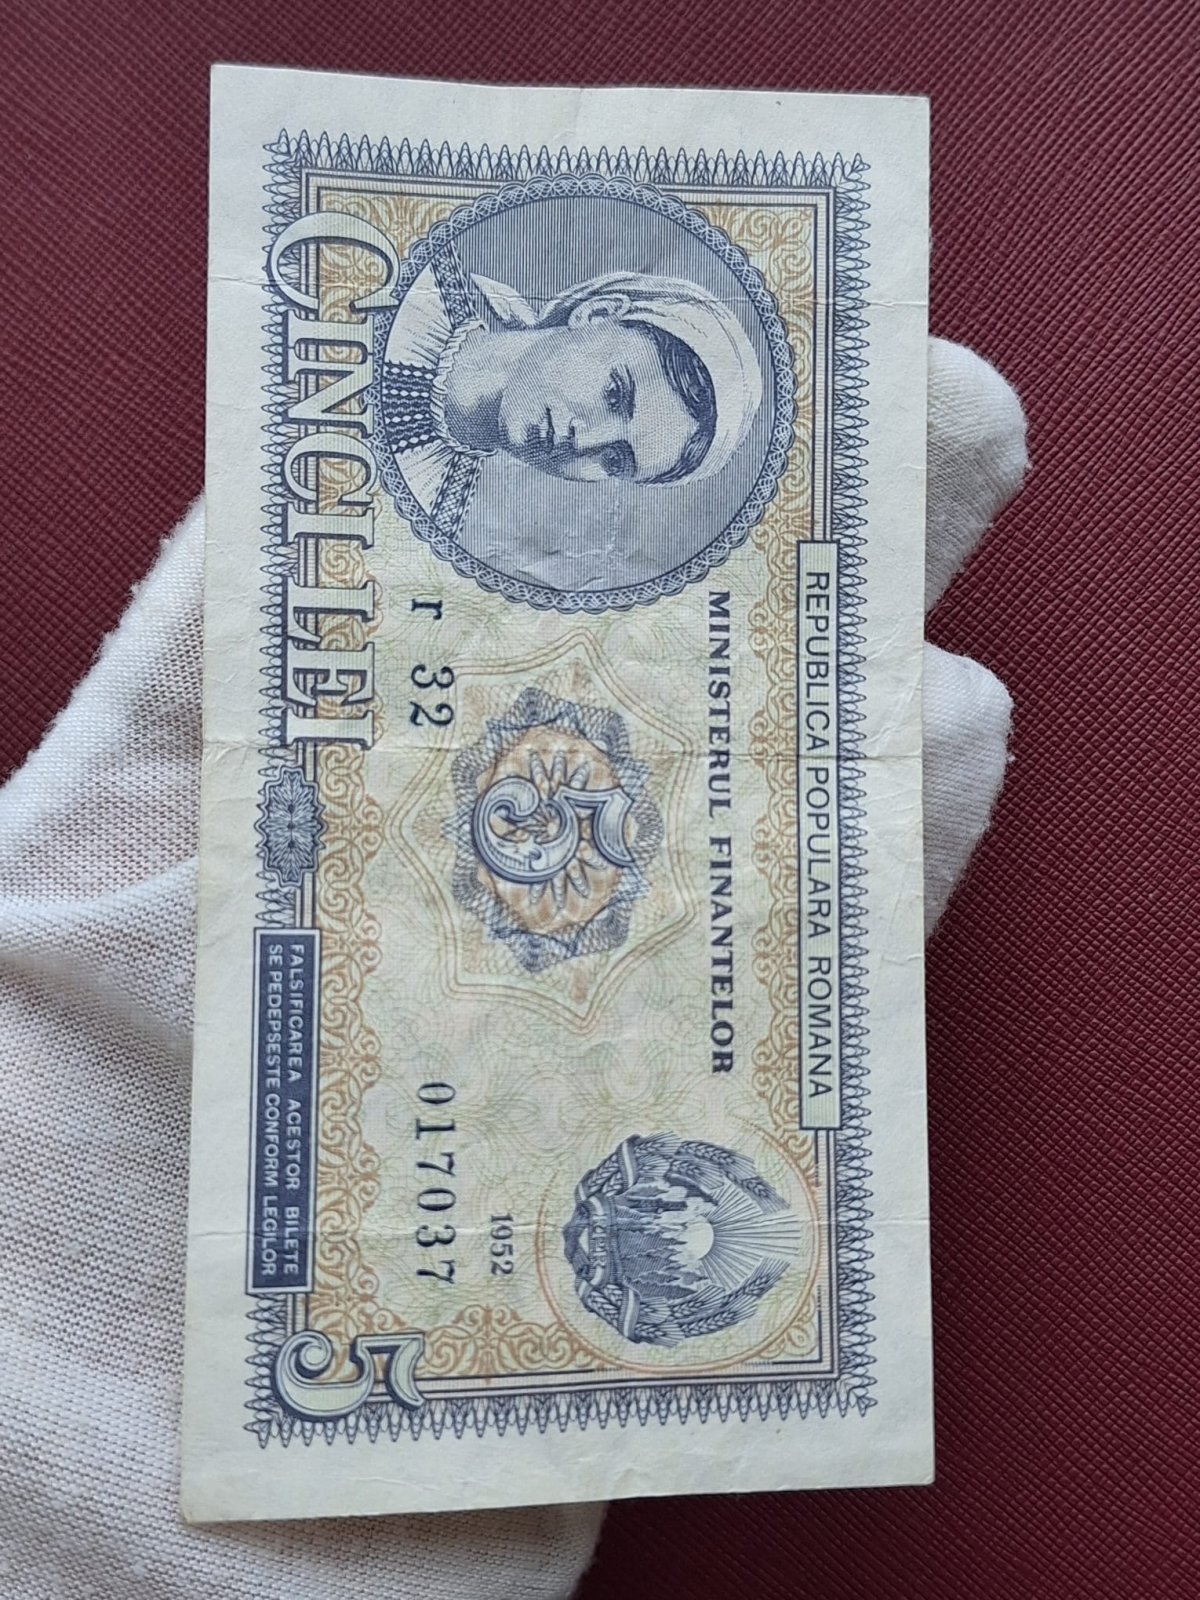 REPUBLICA POPULARA ROMANA
MINISTERUL FINANTELOR
5
1952
r 32
017037
CINCI LEI
FALSIFICAREA ACESTOR BILETE
SE PEDEPSESTE CONFORM LEGILOR
5